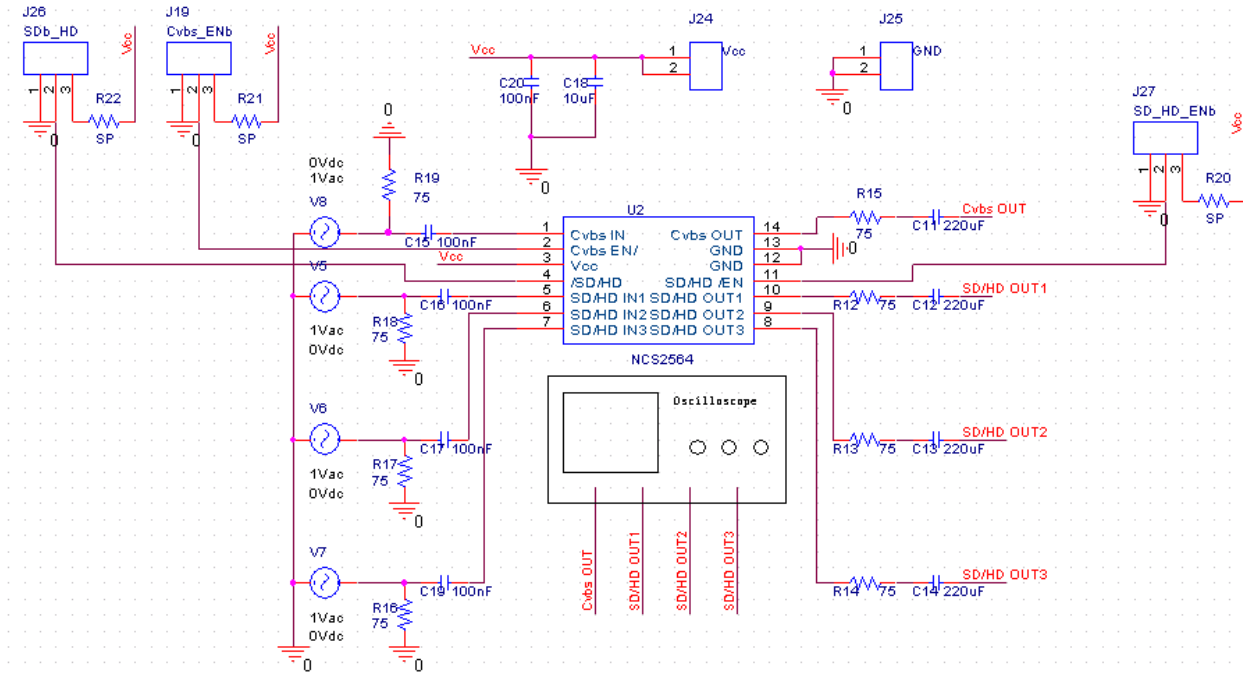 J26
SDb_HD
Vcc
1
2
3
R22
SP
0
J19
Cvbs_ENb
Vcc
1
2
3
R21
SP
0
Vcc
C20
100nF
C18
10uF
0
J24
1
2
Vcc
J25
1
2
GND
0
J27
SD_HD_ENb
Vcc
1
2
3
R20
SP
0
0
0Vdc
1Vac
V8
R19
75
C15 100nF
Vcc
V5
1Vac
0Vdc
R18
75
0
C16 100nF
V6
1Vac
0Vdc
R17
75
0
C17 100nF
V7
1Vac
0Vdc
R16
75
0
C19 100nF
0
U2
1 Cvbs IN Cvbs OUT 14
2 Cvbs EN/ GND 13
3 Vcc GND 12
4 /SD/HD SD/HD /EN 11
5 SD/HD IN1 SD/HD OUT1 10
6 SD/HD IN2 SD/HD OUT2 9
7 SD/HD IN3 SD/HD OUT3 8
NCS2564
0
R15
75
C11 220uF
Cvbs OUT
R12 75
C12 220uF
SD/HD OUT1
R13 75
C13 220uF
SD/HD OUT2
R14 75
C14 220uF
SD/HD OUT3
Oscilloscope
Cvbs OUT
SD/HD OUT1
SD/HD OUT2
SD/HD OUT3